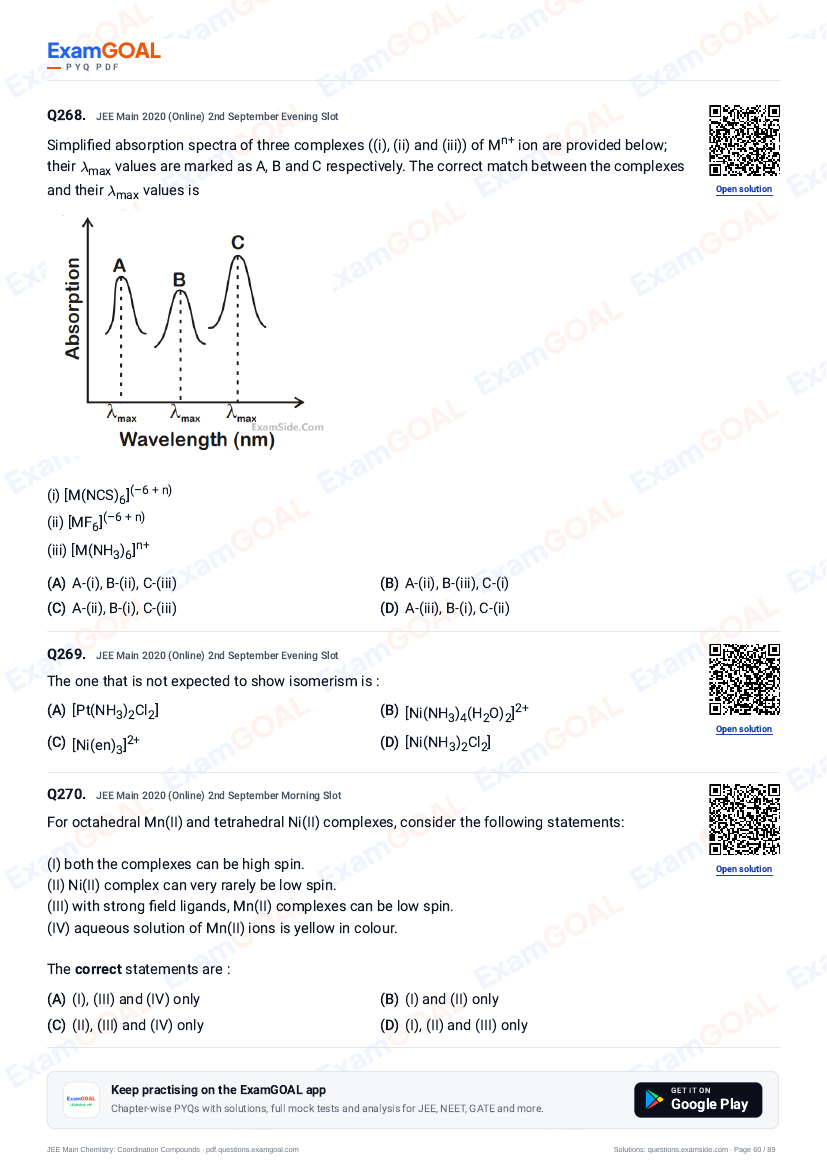 ExamGOAL
PYQ PDF
Q268. JEE Main 2020 (Online) 2nd September Evening Slot
Simplified absorption spectra of three complexes ((i), (ii) and (iii)) of Mⁿ⁺ ion are provided below;
their λmax values are marked as A, B and C respectively. The correct match between the complexes
and their λmax values is
Open solution
Absorption
A
B
C
λmax λmax λmax
ExamSide.Com
Wavelength (nm)
(i) [M(NCS)₆]⁽⁻⁶ ⁺ ⁿ⁾
(ii) [MF₆]⁽⁻⁶ ⁺ ⁿ⁾
(iii) [M(NH₃)₆]ⁿ⁺
(A) A-(i), B-(ii), C-(iii) (B) A-(ii), B-(iii), C-(i)
(C) A-(ii), B-(i), C-(iii) (D) A-(iii), B-(i), C-(ii)
Q269. JEE Main 2020 (Online) 2nd September Evening Slot
The one that is not expected to show isomerism is :
Open solution
(A) [Pt(NH₃)₂Cl₂] (B) [Ni(NH₃)₄(H₂O)₂]²⁺
(C) [Ni(en)₃]²⁺ (D) [Ni(NH₃)₂Cl₂]
Q270. JEE Main 2020 (Online) 2nd September Morning Slot
For octahedral Mn(II) and tetrahedral Ni(II) complexes, consider the following statements:
Open solution
(I) both the complexes can be high spin.
(II) Ni(II) complex can very rarely be low spin.
(III) with strong field ligands, Mn(II) complexes can be low spin.
(IV) aqueous solution of Mn(II) ions is yellow in colour.
The correct statements are :
(A) (I), (III) and (IV) only (B) (I) and (II) only
(C) (II), (III) and (IV) only (D) (I), (II) and (III) only
ExamGOAL
Keep practising on the ExamGOAL app
Chapter-wise PYQs with solutions, full mock tests and analysis for JEE, NEET, GATE and more.
GET IT ON
Google Play
JEE Main Chemistry: Coordination Compounds · pdf.questions.examgoal.com Solutions: questions.examside.com · Page 60 / 89